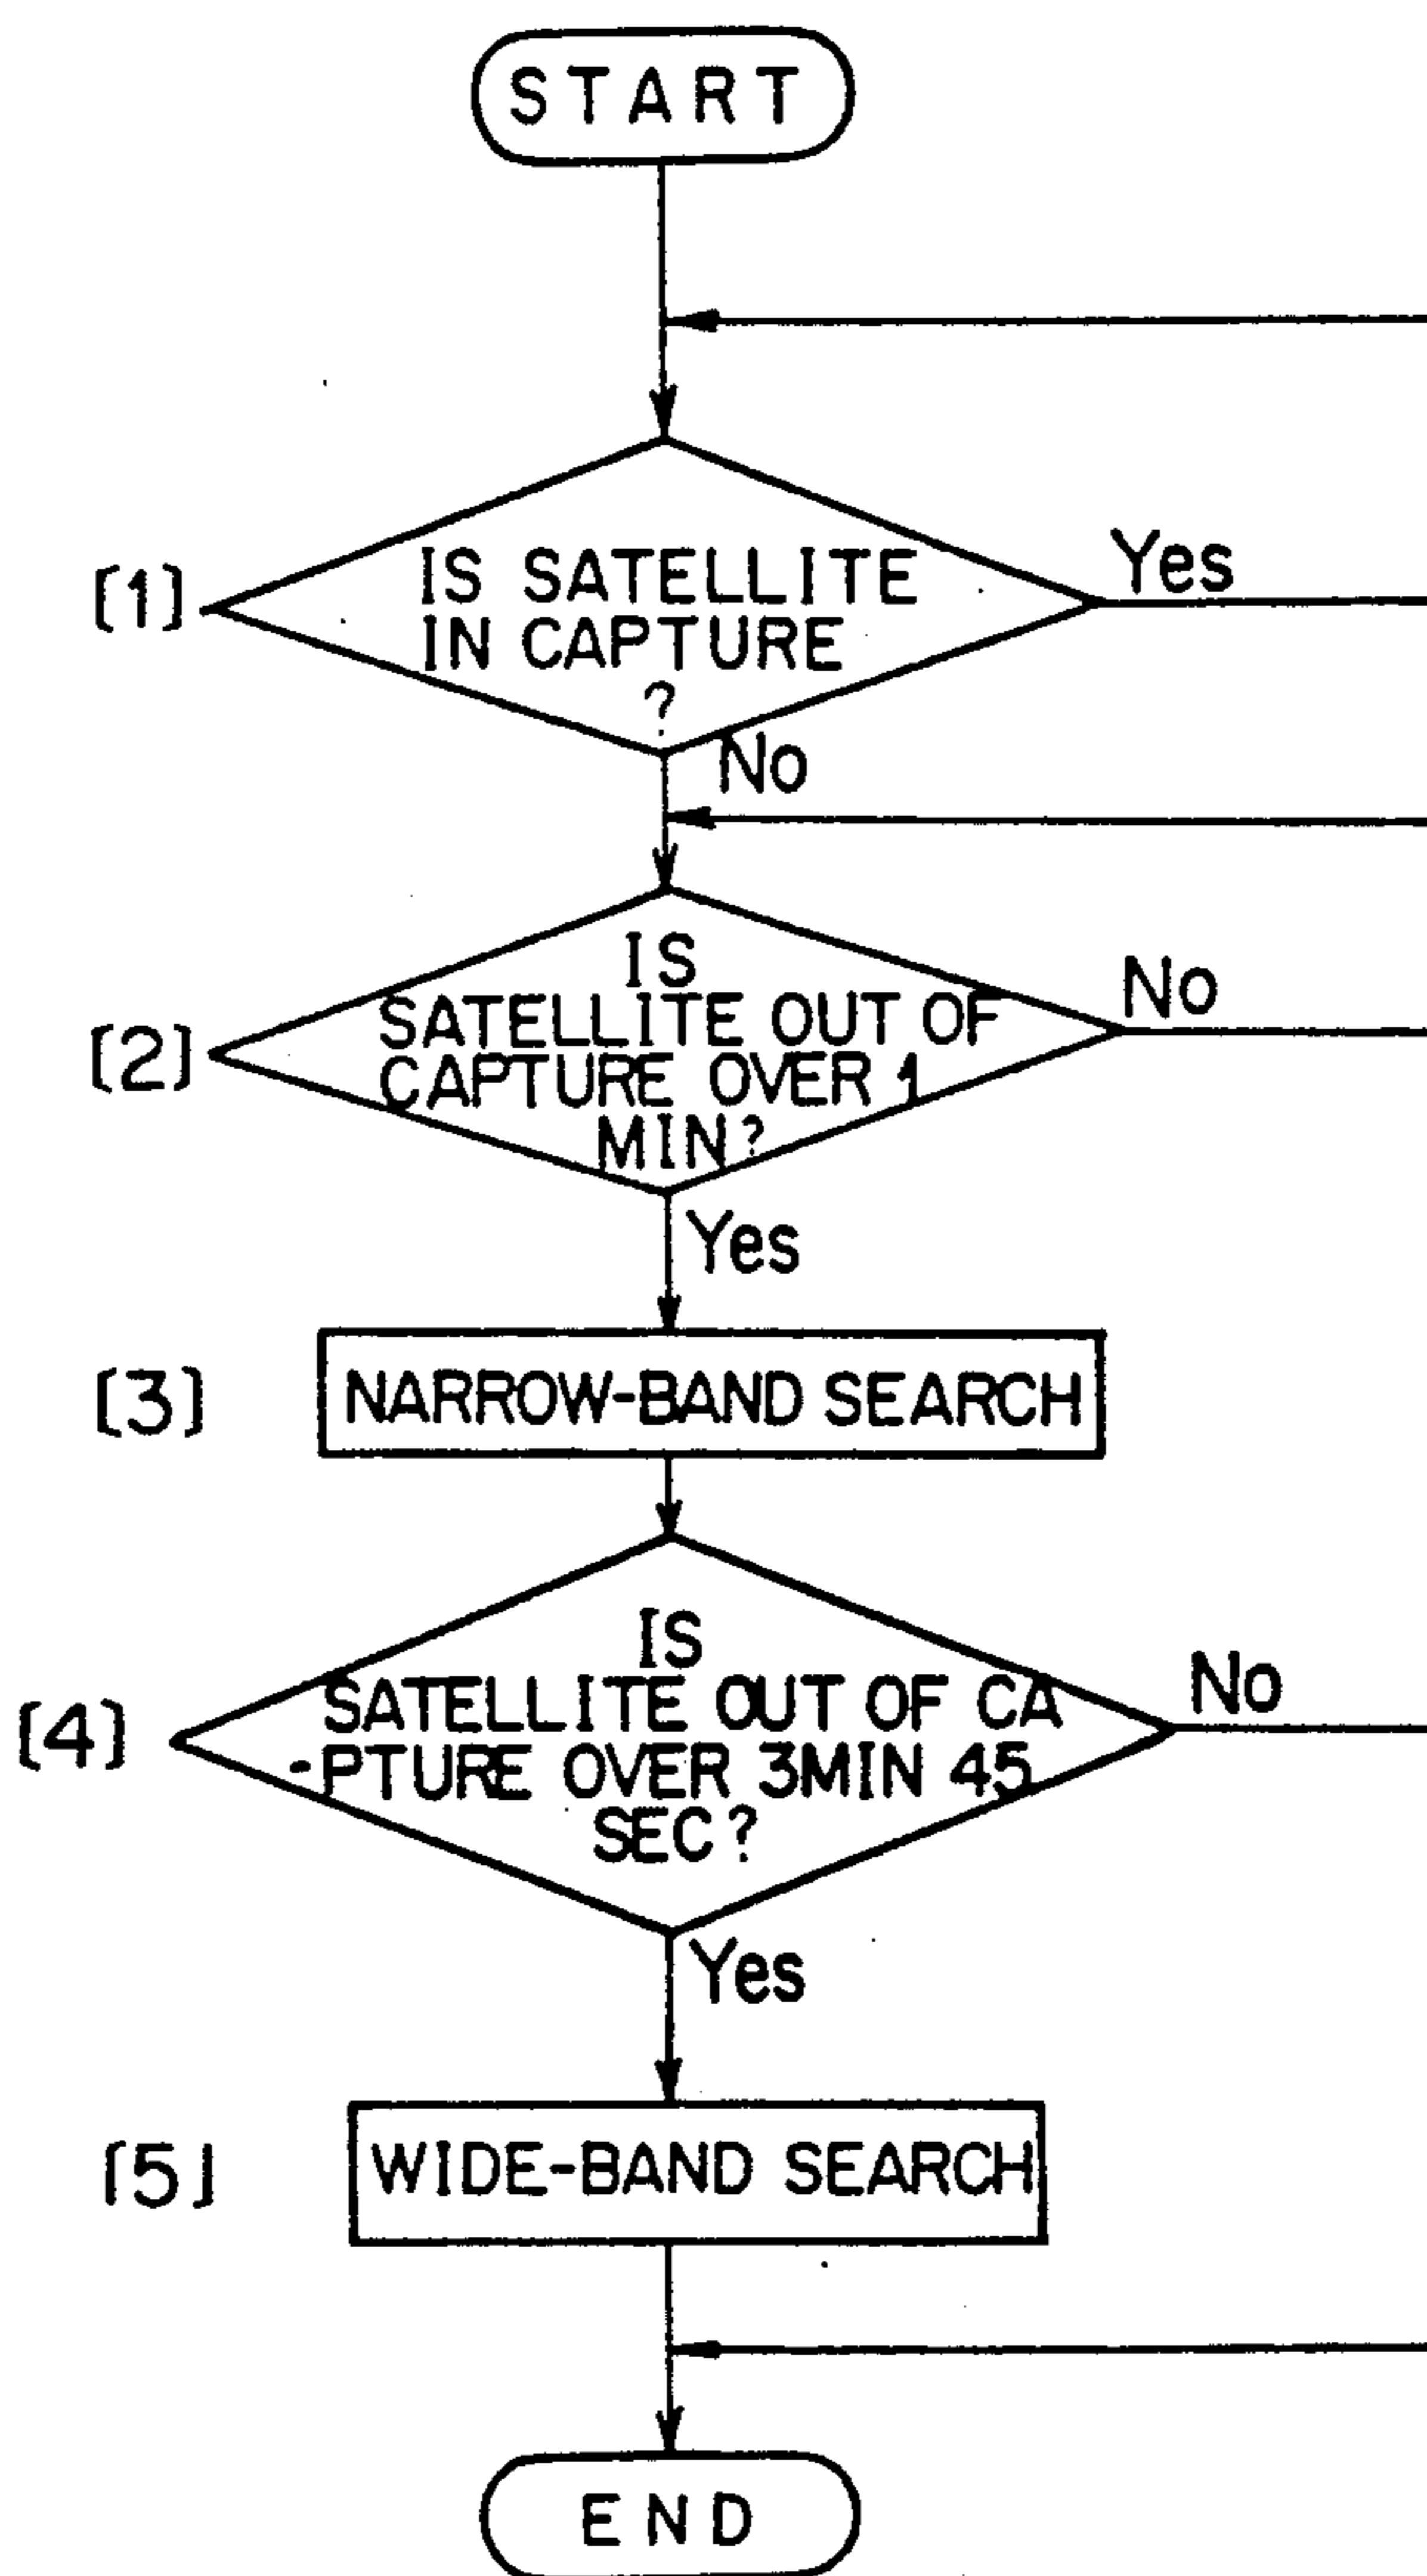 START
[1]
IS SATELLITE
IN CAPTURE
?
Yes
No
[2]
IS
SATELLITE OUT OF
CAPTURE OVER 1
MIN?
No
Yes
[3]
NARROW-BAND SEARCH
[4]
IS
SATELLITE OUT OF CA
-PTURE OVER 3MIN 45
SEC?
No
Yes
[5]
WIDE-BAND SEARCH
END